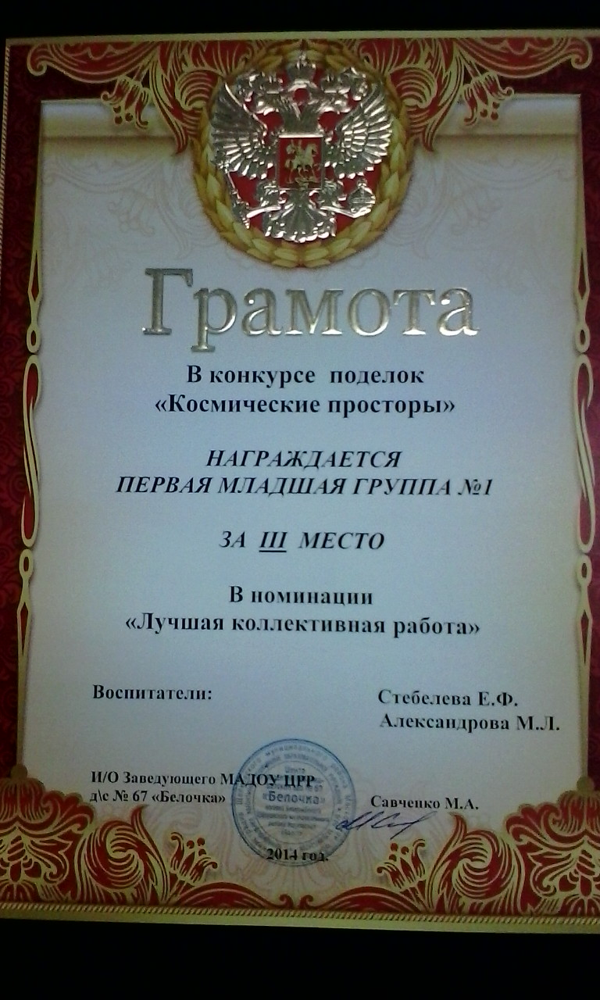 Грамота
В конкурсе поделок
«Космические просторы»
НАГРАЖДАЕТСЯ
ПЕРВАЯ МЛАДШАЯ ГРУППА №1
ЗА III МЕСТО
В номинации
«Лучшая коллективная работа»
Воспитатели:
Стебелева Е.Ф.
Александрова М.Л.
И/О Заведующего МАДОУ ЦРР
д\с № 67 «Белочка»
Савченко М.А.
Центр
«Белочка»
2014 год.